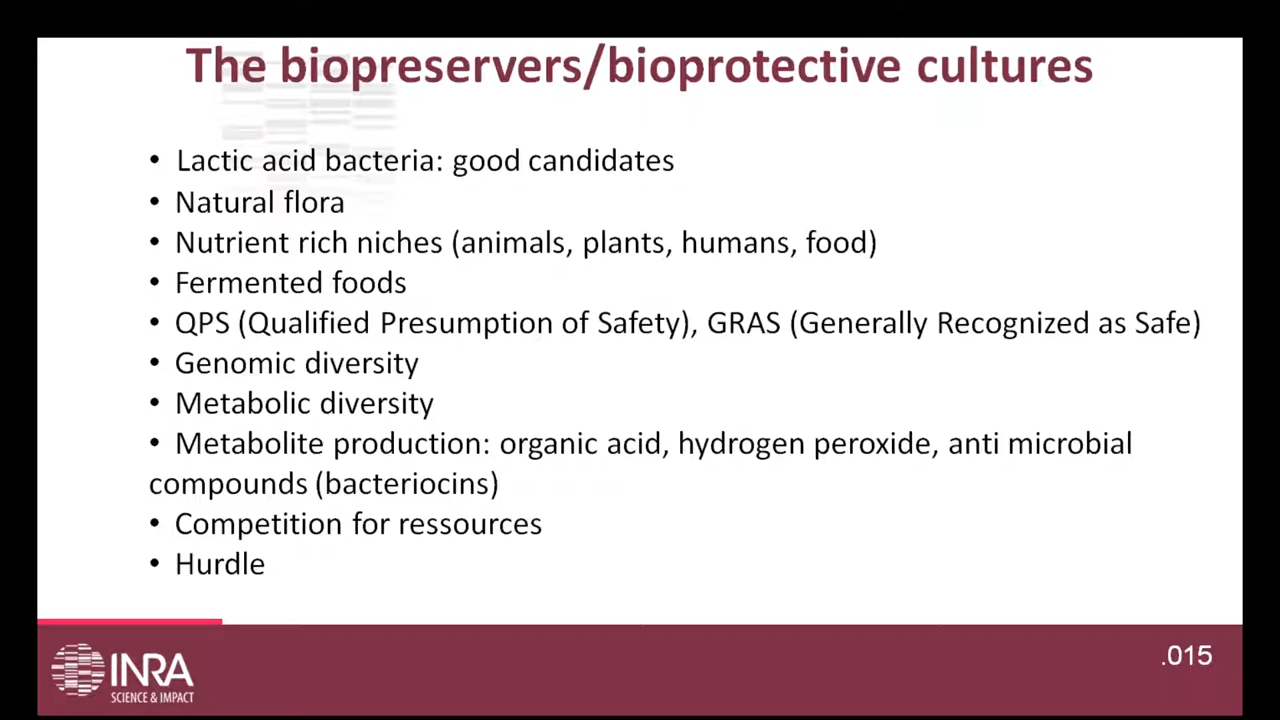 The biopreservers/bioprotective cultures
• Lactic acid bacteria: good candidates
• Natural flora
• Nutrient rich niches (animals, plants, humans, food)
• Fermented foods
• QPS (Qualified Presumption of Safety), GRAS (Generally Recognized as Safe)
• Genomic diversity
• Metabolic diversity
• Metabolite production: organic acid, hydrogen peroxide, anti microbial
compounds (bacteriocins)
• Competition for ressources
• Hurdle
INRA
SCIENCE & IMPACT
.015